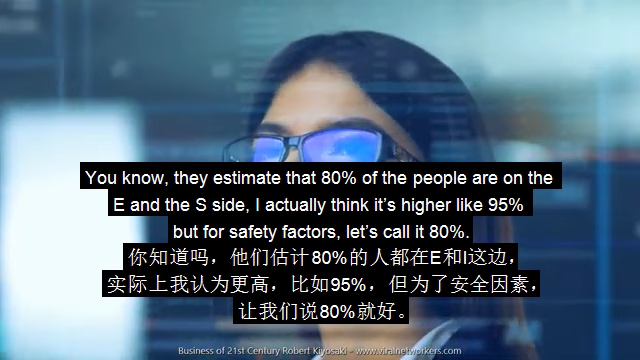 You know, they estimate that 80% of the people are on the
E and the S side, I actually think it's higher like 95%
but for safety factors, let's call it 80%.
你知道吗，他们估计80%的人都在E和I这边，
实际上我认为更高，比如95%，但为了安全因素，
让我们说80%就好。
Business of 21st Century Robert Kiyosaki - www.viralnetworkers.com